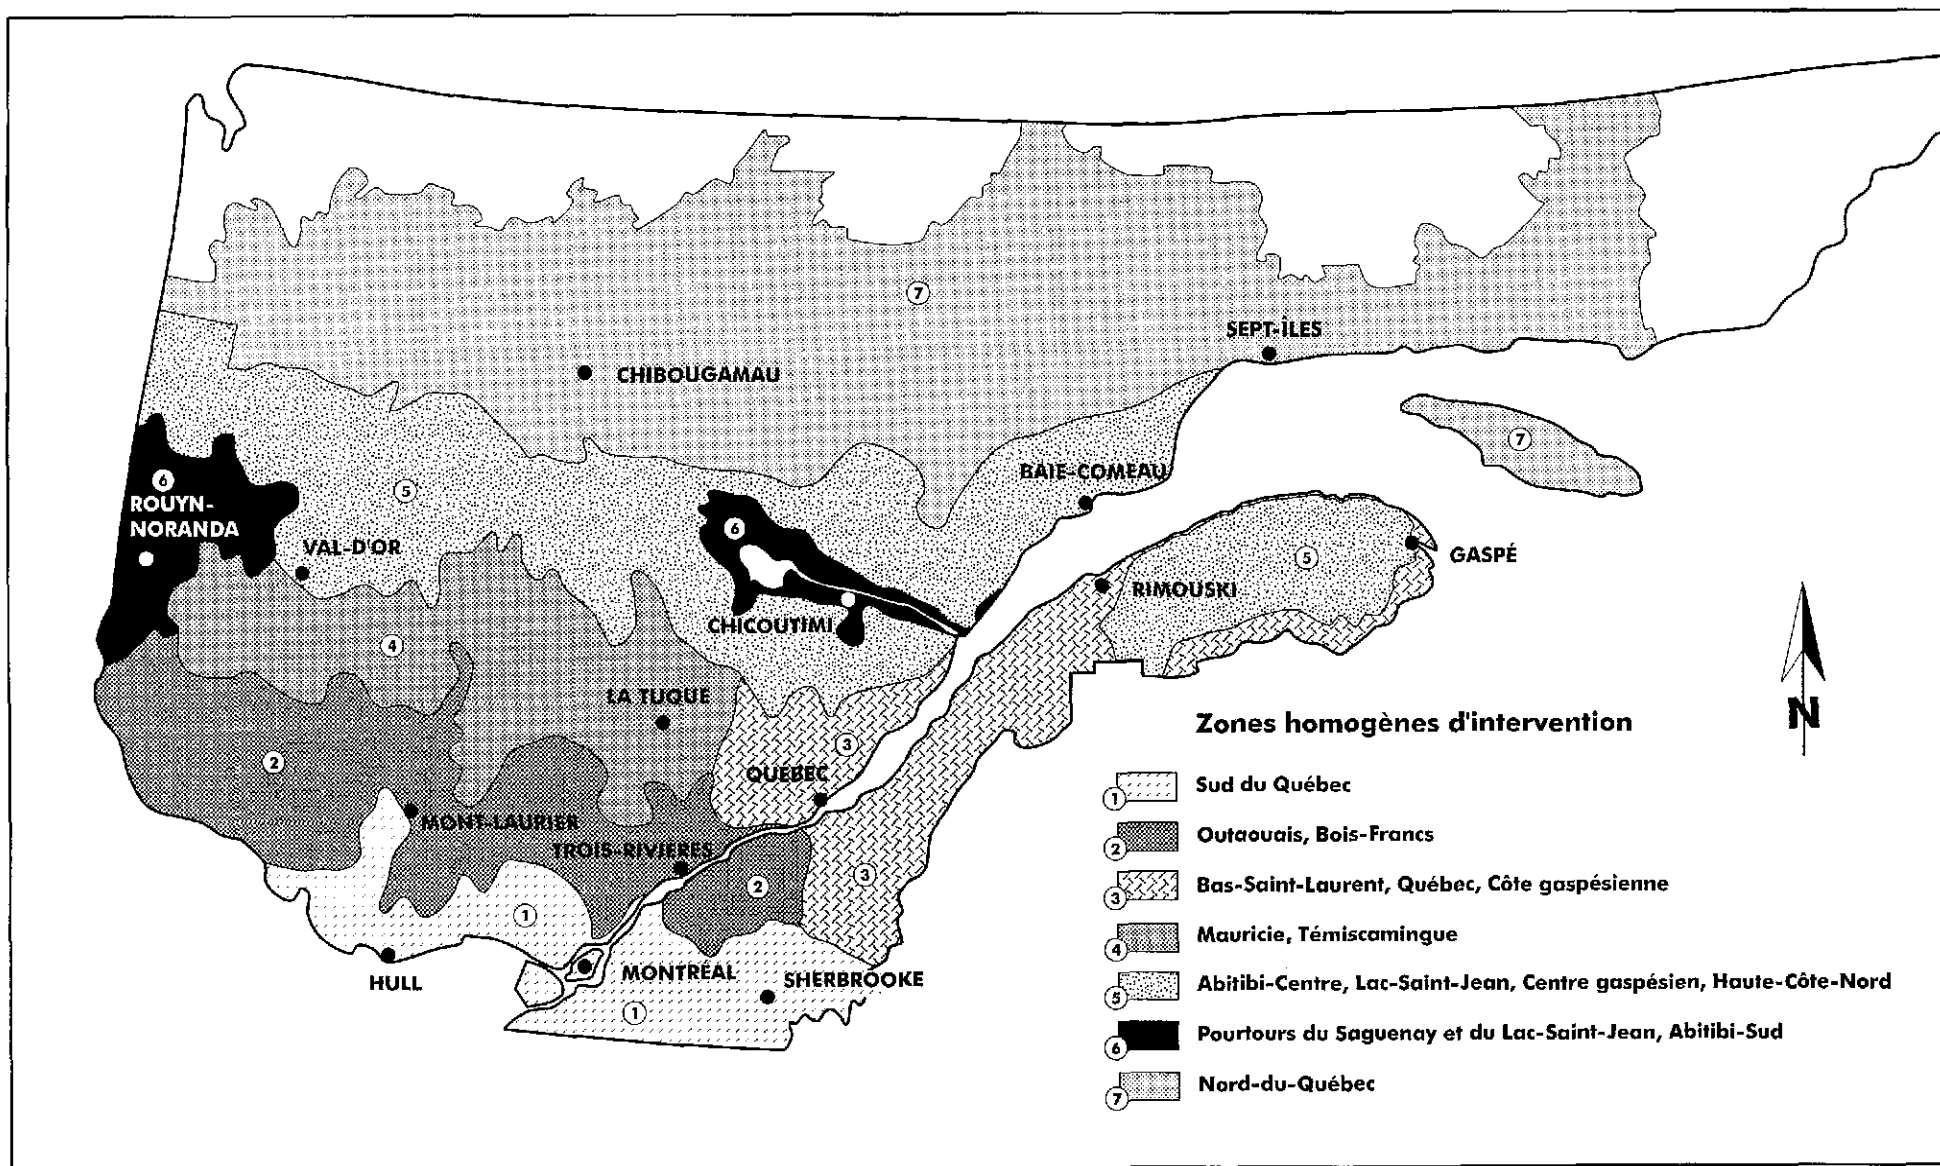 7
SEPT-ÎLES
CHIBOUGAMAU
7
BAIE-COMEAU
6
5
ROUYN-
NORANDA
6
VAL-D'OR
5
GASPÉ
RIMOUSKI
CHICOUTIMI
4
LA TUQUE
N
Zones homogènes d'intervention
3
2
QUÉBEC
MONT-LAURIER
TROIS-RIVIÈRES
2
3
1
HULL
MONTRÉAL
SHERBROOKE
1
1 Sud du Québec
2 Outaouais, Bois-Francs
3 Bas-Saint-Laurent, Québec, Côte gaspésienne
4 Mauricie, Témiscamingue
5 Abitibi-Centre, Lac-Saint-Jean, Centre gaspésien, Haute-Côte-Nord
6 Pourtours du Saguenay et du Lac-Saint-Jean, Abitibi-Sud
7 Nord-du-Québec